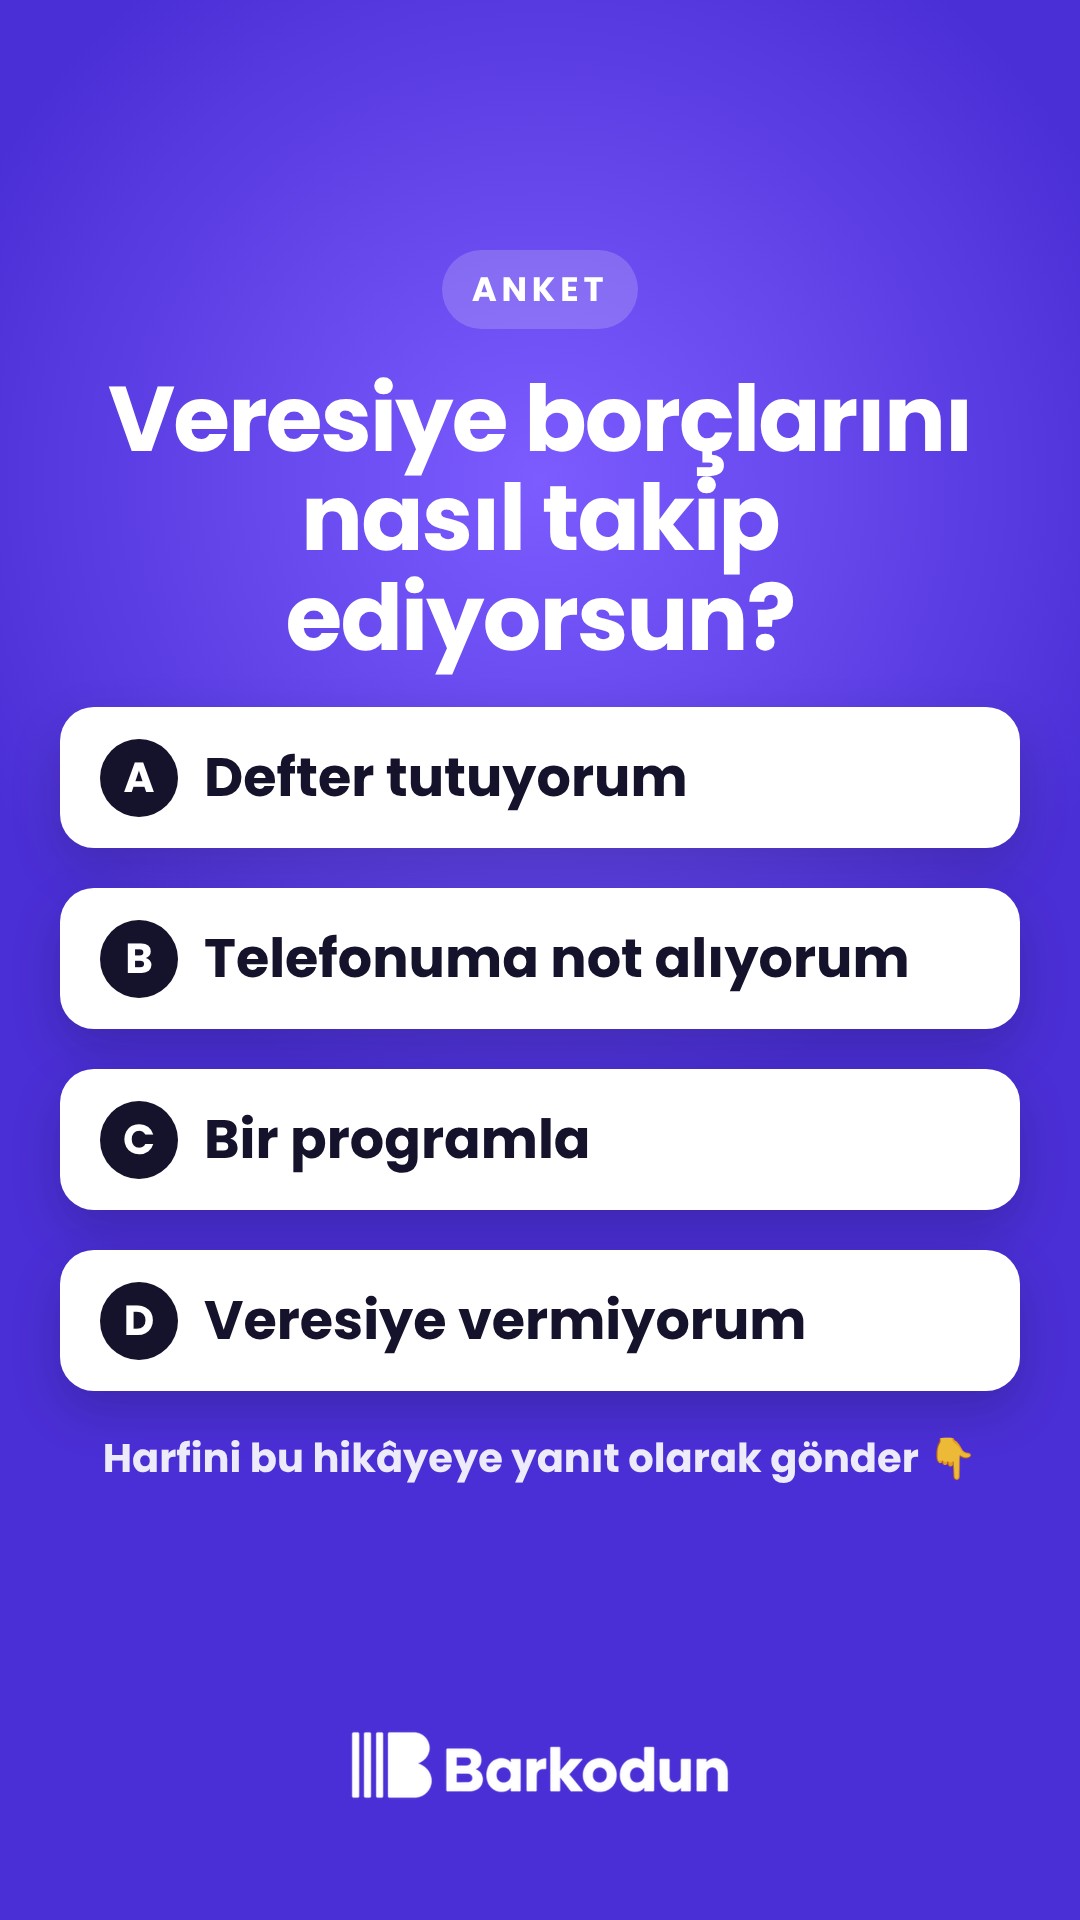 ANKET
Veresiye borçlarını
nasıl takip
ediyorsun?
A Defter tutuyorum
B Telefonuma not alıyorum
C Bir programla
D Veresiye vermiyorum
Harfini bu hikâyeye yanıt olarak gönder 👇
Barkodun